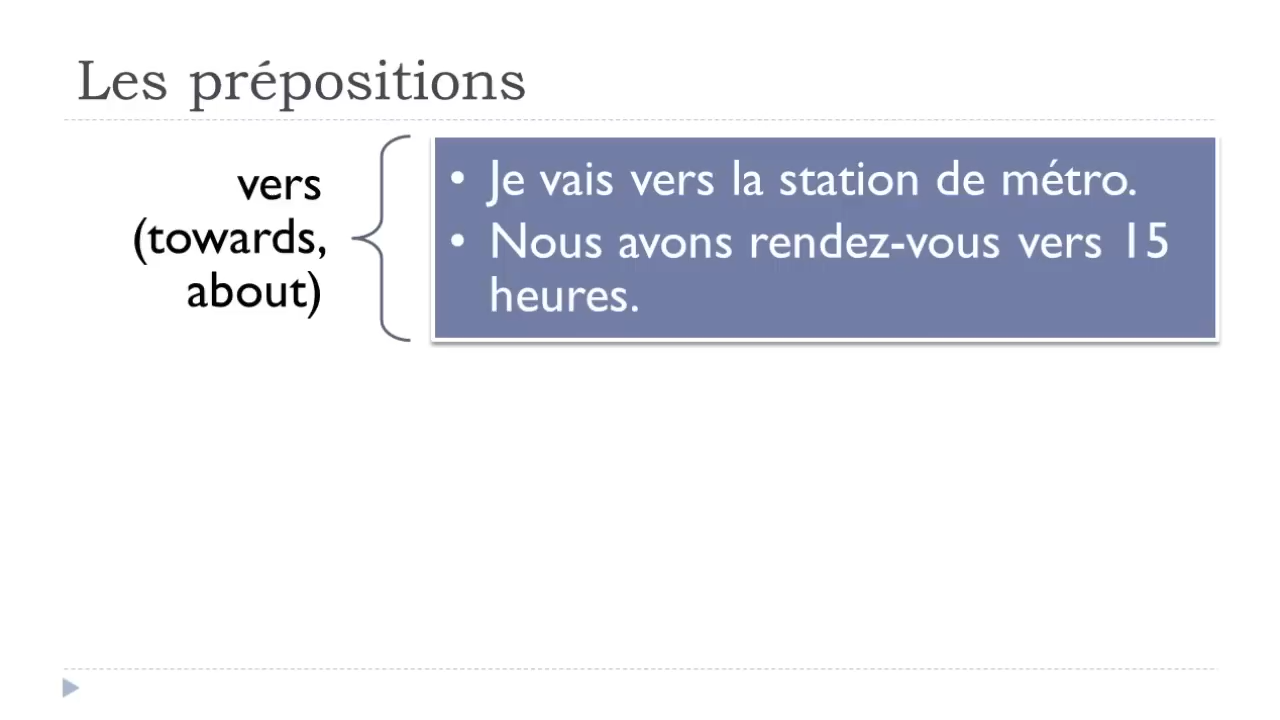 Les prépositions
vers
(towards,
about)
• Je vais vers la station de métro.
• Nous avons rendez-vous vers 15
heures.